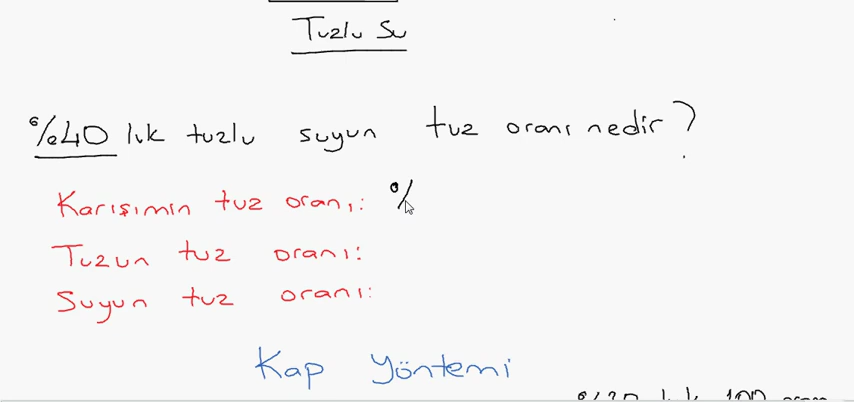 Tuzlu Su
%40 lık tuzlu suyun tuz oranı nedir?
Karışımın tuz oranı: %
Tuzun tuz oranı:
Suyun tuz oranı:
Kap Yöntemi